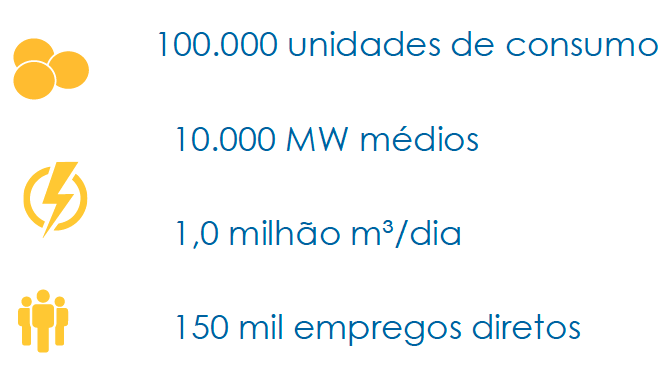 100.000 unidades de consumo
10.000 MW médios
1,0 milhão m³/dia
150 mil empregos diretos